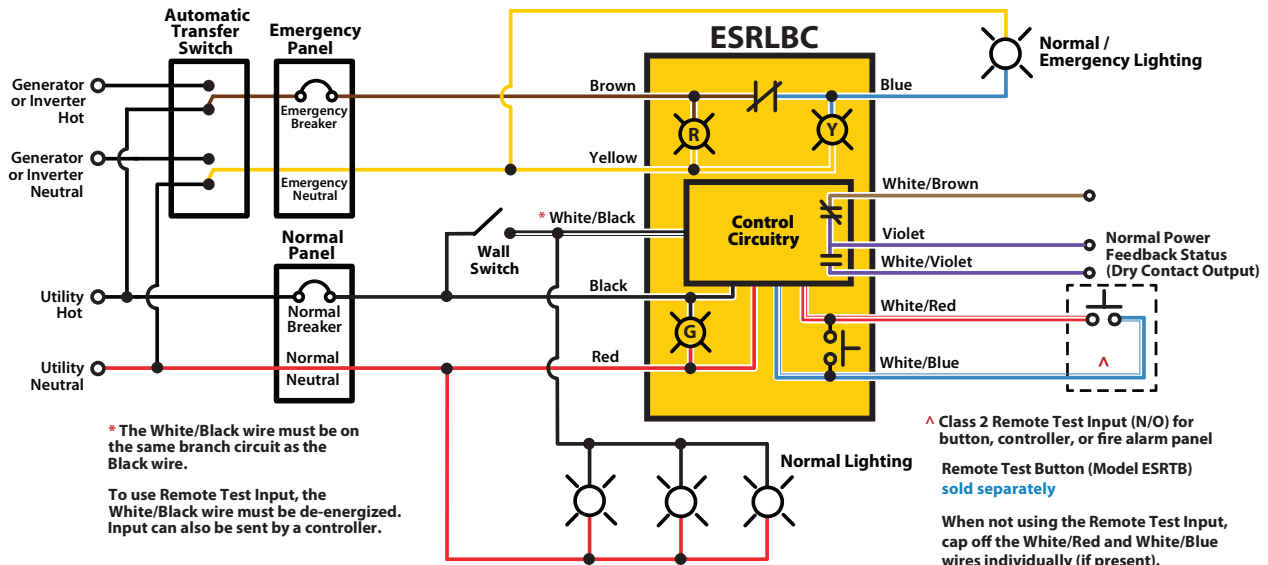 Automatic
Transfer
Switch
Emergency
Panel
ESRLBC
Normal /
Emergency Lighting
Generator
or Inverter
Hot
Brown
Blue
Emergency
Breaker
R
Y
Generator
or Inverter
Neutral
Yellow
Emergency
Neutral
White/Brown
* White/Black
Control
Circuitry
Wall
Switch
Violet
Normal Power
Feedback Status
(Dry Contact Output)
Normal
Panel
White/Violet
Utility
Hot
Black
Normal
Breaker
White/Red
G
Utility
Neutral
Normal
Neutral
Red
White/Blue
^
* The White/Black wire must be on
the same branch circuit as the
Black wire.
To use Remote Test Input, the
White/Black wire must be de-energized.
Input can also be sent by a controller.
Normal Lighting
^ Class 2 Remote Test Input (N/O) for
button, controller, or fire alarm panel
Remote Test Button (Model ESRTB)
sold separately
When not using the Remote Test Input,
cap off the White/Red and White/Blue
wires individually (if present).